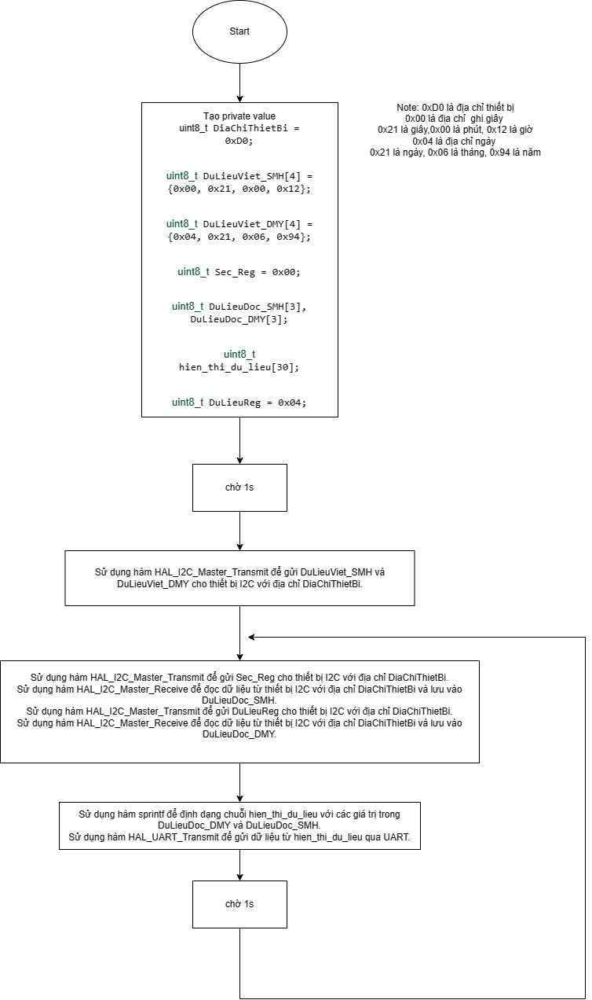 Start
Tạo private value
uint8_t DiaChiThietBi =
0xD0;
uint8_t DuLieuViet_SMH[4] =
{0x00, 0x21, 0x00, 0x12};
uint8_t DuLieuViet_DMY[4] =
{0x04, 0x21, 0x06, 0x94};
uint8_t Sec_Reg = 0x00;
uint8_t DuLieuDoc_SMH[3],
DuLieuDoc_DMY[3];
uint8_t
hien_thi_du_lieu[30];
uint8_t DuLieuReg = 0x04;
Note: 0xD0 là địa chỉ thiết bị
0x00 là địa chỉ ghi giây
0x21 là giây,0x00 là phút, 0x12 là giờ
0x04 là địa chỉ ngày
0x21 là ngày, 0x06 là tháng, 0x94 là năm
chờ 1s
Sử dụng hàm HAL_I2C_Master_Transmit để gửi DuLieuViet_SMH và
DuLieuViet_DMY cho thiết bị I2C với địa chỉ DiaChiThietBi.
Sử dụng hàm HAL_I2C_Master_Transmit để gửi Sec_Reg cho thiết bị I2C với địa chỉ DiaChiThietBi.
Sử dụng hàm HAL_I2C_Master_Receive để đọc dữ liệu từ thiết bị I2C với địa chỉ DiaChiThietBi và lưu vào
DuLieuDoc_SMH.
Sử dụng hàm HAL_I2C_Master_Transmit để gửi DuLieuReg cho thiết bị I2C với địa chỉ DiaChiThietBi.
Sử dụng hàm HAL_I2C_Master_Receive để đọc dữ liệu từ thiết bị I2C với địa chỉ DiaChiThietBi và lưu vào
DuLieuDoc_DMY.
Sử dụng hàm sprintf để định dạng chuỗi hien_thi_du_lieu với các giá trị trong
DuLieuDoc_DMY và DuLieuDoc_SMH.
Sử dụng hàm HAL_UART_Transmit để gửi dữ liệu từ hien_thi_du_lieu qua UART.
chờ 1s